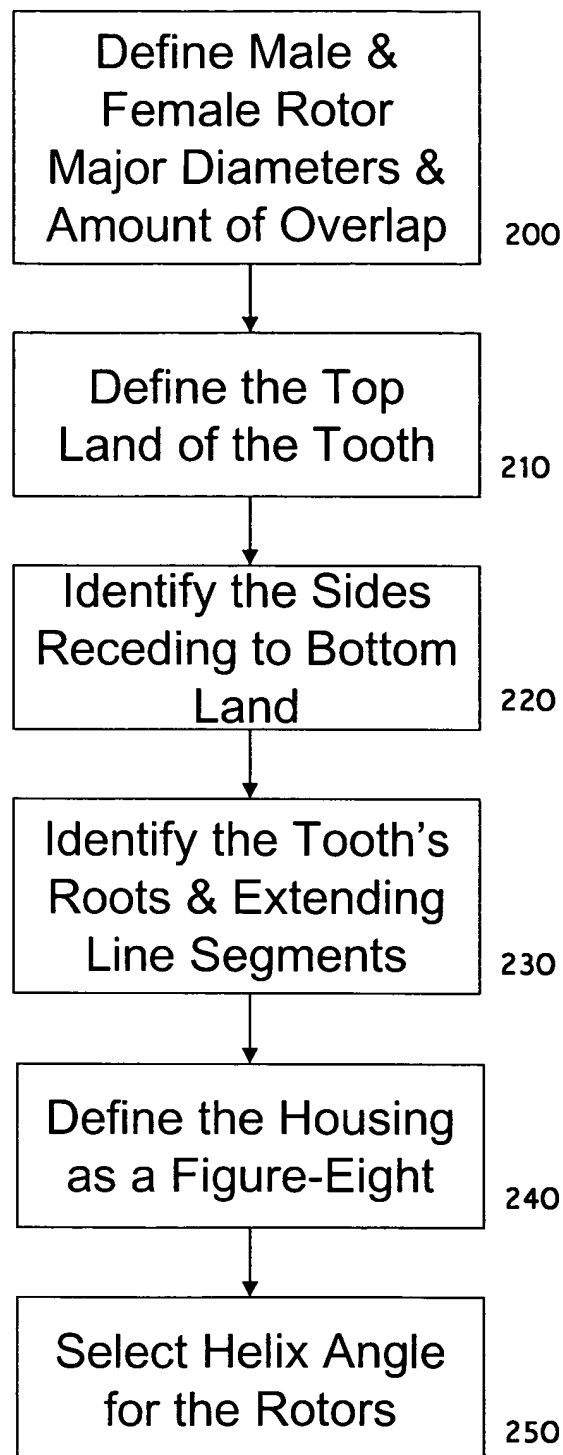 Define Male &
Female Rotor
Major Diameters &
Amount of Overlap
200
Define the Top
Land of the Tooth
210
Identify the Sides
Receding to Bottom
Land
220
Identify the Tooth's
Roots & Extending
Line Segments
230
Define the Housing
as a Figure-Eight
240
Select Helix Angle
for the Rotors
250